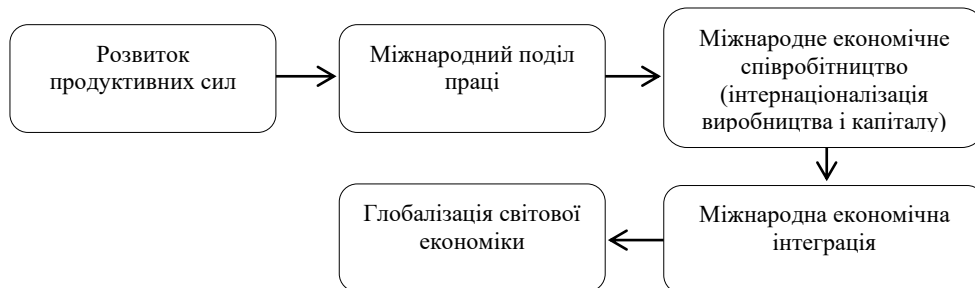 Розвиток
продуктивних сил
Міжнародний поділ
праці
Міжнародне економічне
співробітництво
(інтернаціоналізація
виробництва і капіталу)
Міжнародна економічна
інтеграція
Глобалізація світової
економіки